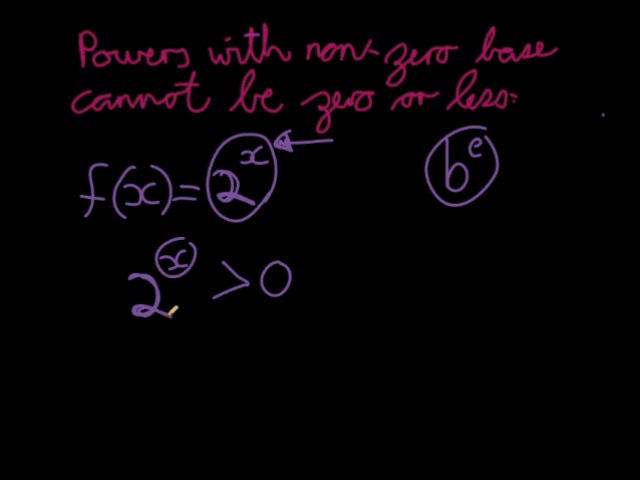 Powers with non-zero base
cannot be zero or less.
f(x) = 2^x b^e
2^x > 0